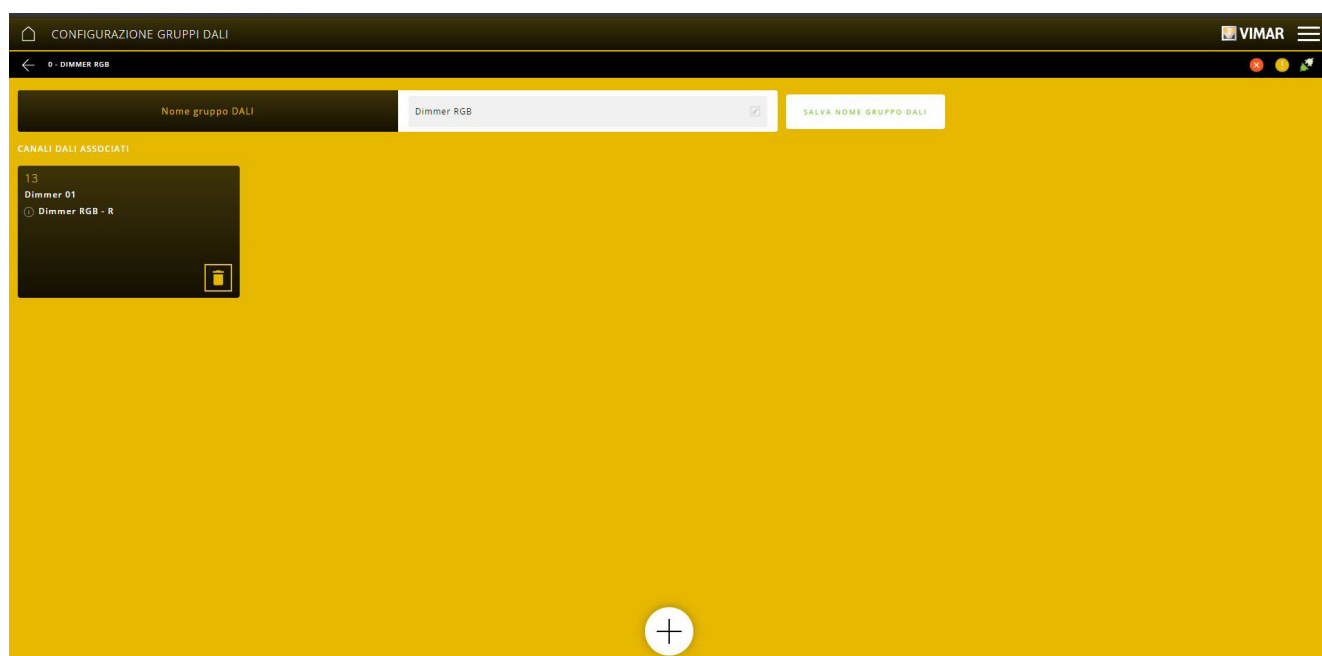 CONFIGURAZIONE GRUPPI DALI
VIMAR
0 - DIMMER RGB
Nome gruppo DALI
Dimmer RGB
SALVA NOME GRUPPO DALI
CANALI DALI ASSOCIATI
13
Dimmer 01
Dimmer RGB - R